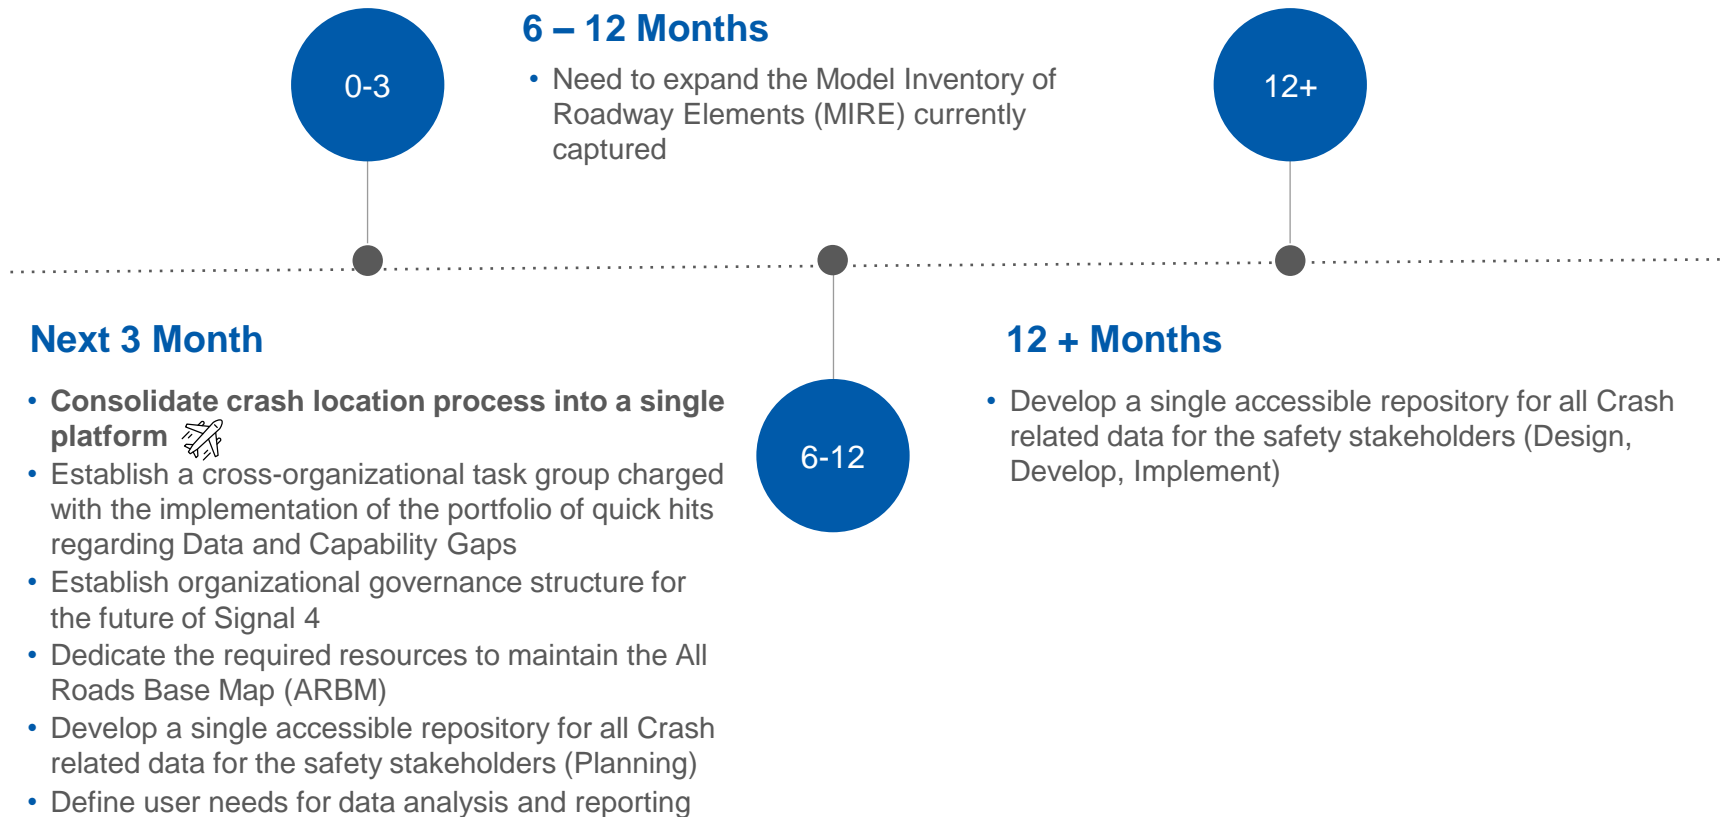 0-3
6 – 12 Months
• Need to expand the Model Inventory of
Roadway Elements (MIRE) currently
captured
12+
Next 3 Month
• Consolidate crash location process into a single
platform
• Establish a cross-organizational task group charged
with the implementation of the portfolio of quick hits
regarding Data and Capability Gaps
• Establish organizational governance structure for
the future of Signal 4
• Dedicate the required resources to maintain the All
Roads Base Map (ARBM)
• Develop a single accessible repository for all Crash
related data for the safety stakeholders (Planning)
• Define user needs for data analysis and reporting
6-12
12 + Months
• Develop a single accessible repository for all Crash
related data for the safety stakeholders (Design,
Develop, Implement)